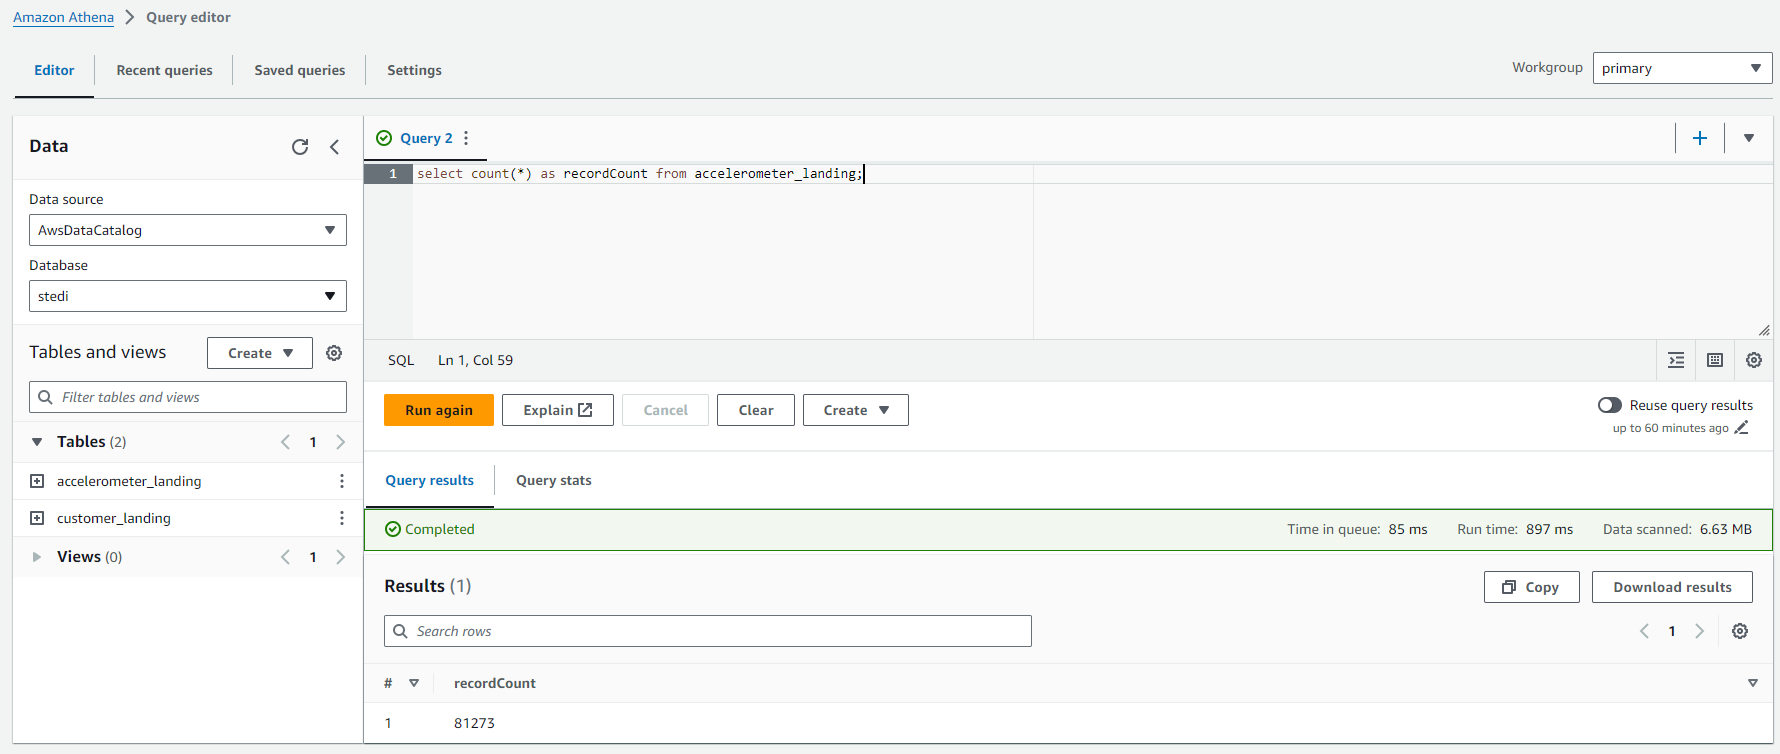 Amazon Athena > Query editor
Editor Recent queries Saved queries Settings
Workgroup primary
Data
Data source
AwsDataCatalog
Database
stedi
Tables and views Create
Filter tables and views
Tables (2) 1
accelerometer_landing
customer_landing
Views (0) 1
Query 2
1 select count(*) as recordCount from accelerometer_landing;
SQL Ln 1, Col 59
Run again Explain Cancel Clear Create
Reuse query results
up to 60 minutes ago
Query results Query stats
Completed Time in queue: 85 ms Run time: 897 ms Data scanned: 6.63 MB
Results (1) Copy Download results
Search rows 1
# recordCount
1 81273